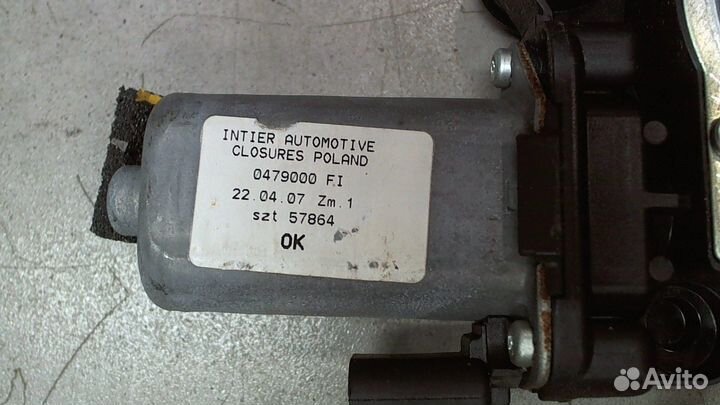 INTIER AUTOMOTIVE
CLOSURES POLAND
0479000 FI
22.04.07 Zm.1
szt 57864
OK
Avito